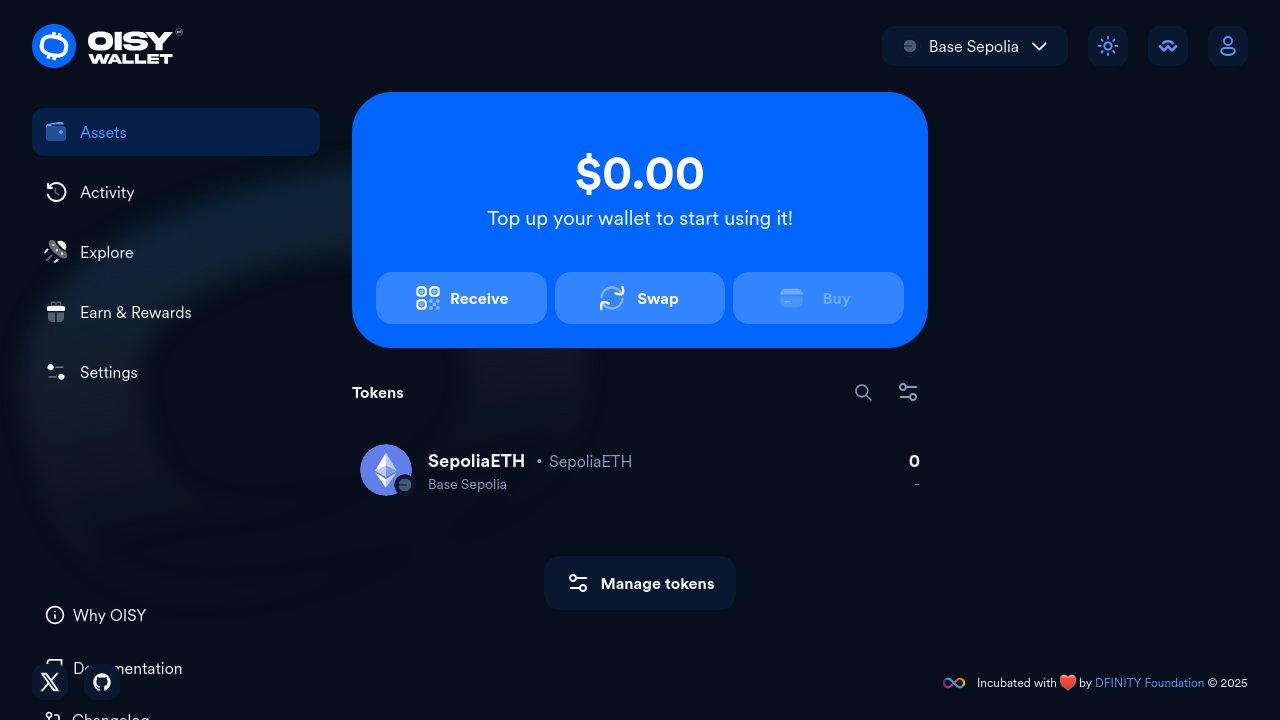 OISY
WALLET
Base Sepolia
Assets
Activity
Explore
Earn & Rewards
Settings
$0.00
Top up your wallet to start using it!
Receive
Swap
Buy
Tokens
SepoliaETH • SepoliaETH
0
Base Sepolia
-
Manage tokens
Why OISY
Documentation
Changelog
Incubated with ❤️ by DFINITY Foundation © 2025